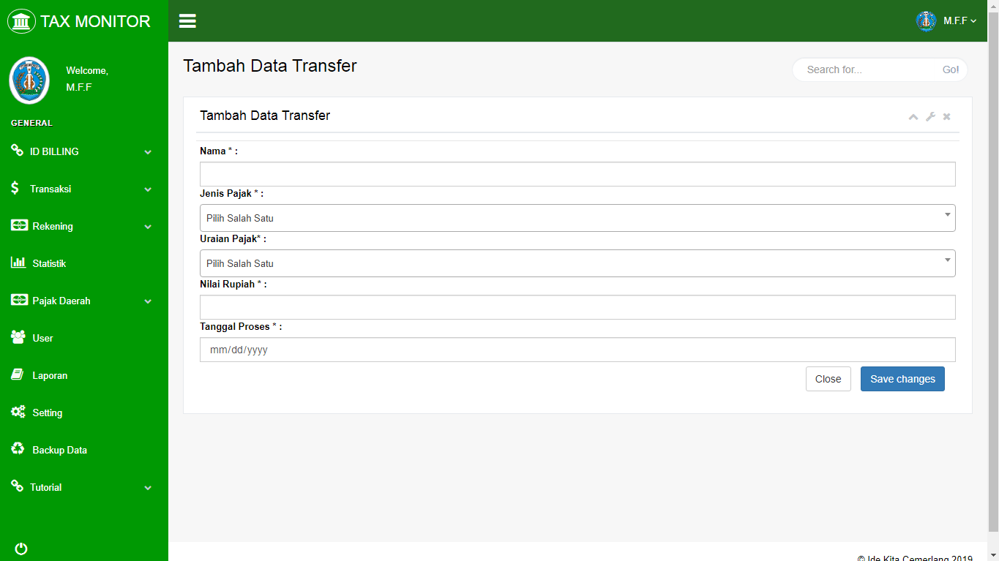 TAX MONITOR
M.F.F
Welcome,
M.F.F
GENERAL
ID BILLING
Transaksi
Rekening
Statistik
Pajak Daerah
User
Laporan
Setting
Backup Data
Tutorial
Tambah Data Transfer
Search for...
Go!
Tambah Data Transfer
Nama * :
Jenis Pajak * :
Pilih Salah Satu
Uraian Pajak* :
Pilih Salah Satu
Nilai Rupiah * :
Tanggal Proses * :
mm/dd/yyyy
Close
Save changes
© Ide Kita Cemerlang 2019